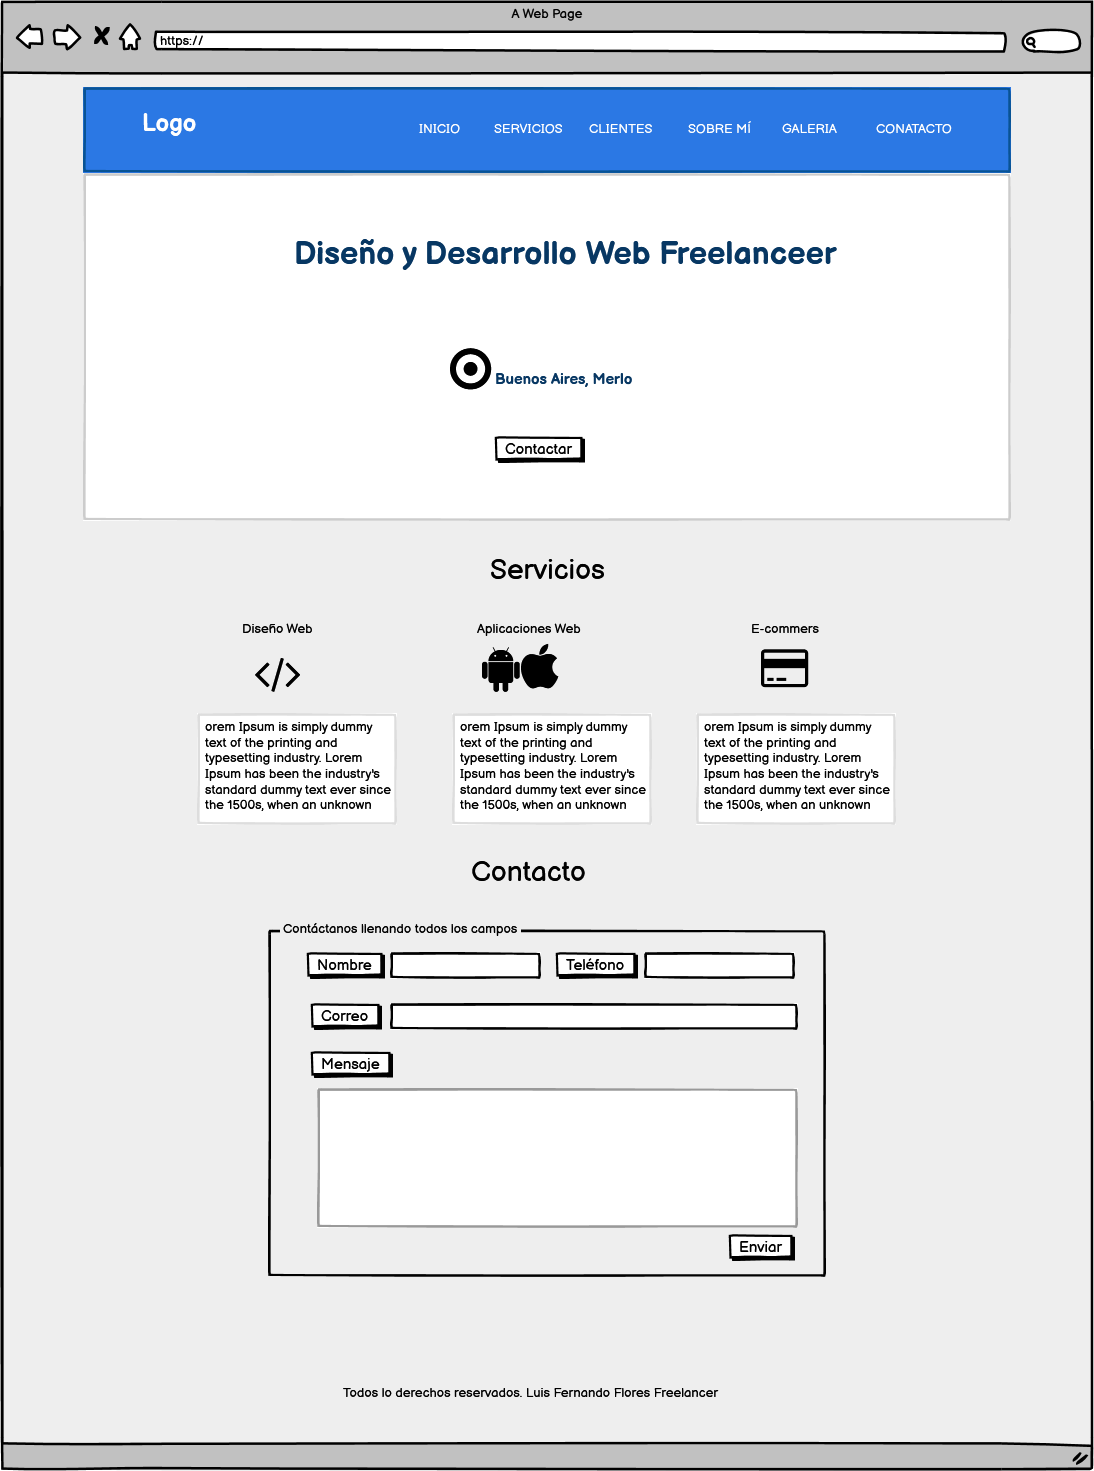 A Web Page
https://
Logo
INICIO SERVICIOS CLIENTES SOBRE MÍ GALERIA CONATACTO
Diseño y Desarrollo Web Freelanceer
Buenos Aires, Merlo
Contactar
Servicios
Diseño Web
orem Ipsum is simply dummy
text of the printing and
typesetting industry. Lorem
Ipsum has been the industry's
standard dummy text ever since
the 1500s, when an unknown
Aplicaciones Web
orem Ipsum is simply dummy
text of the printing and
typesetting industry. Lorem
Ipsum has been the industry's
standard dummy text ever since
the 1500s, when an unknown
E-commers
orem Ipsum is simply dummy
text of the printing and
typesetting industry. Lorem
Ipsum has been the industry's
standard dummy text ever since
the 1500s, when an unknown
Contacto
Contáctanos llenando todos los campos
Nombre
Teléfono
Correo
Mensaje
Enviar
Todos lo derechos reservados. Luis Fernando Flores Freelancer